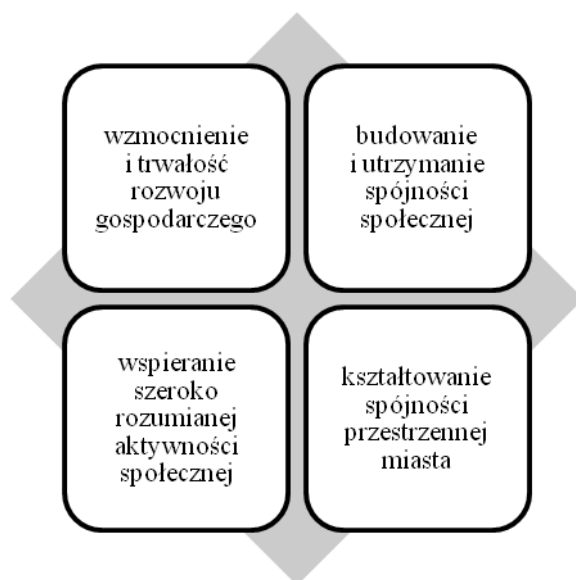 wzmocnienie
i trwałość
rozwoju
gospodarczego
budowanie
i utrzymanie
spójności
społecznej
wspieranie
szeroko
rozumianej
aktywności
społecznej
kształtowanie
spójności
przestrzennej
miasta